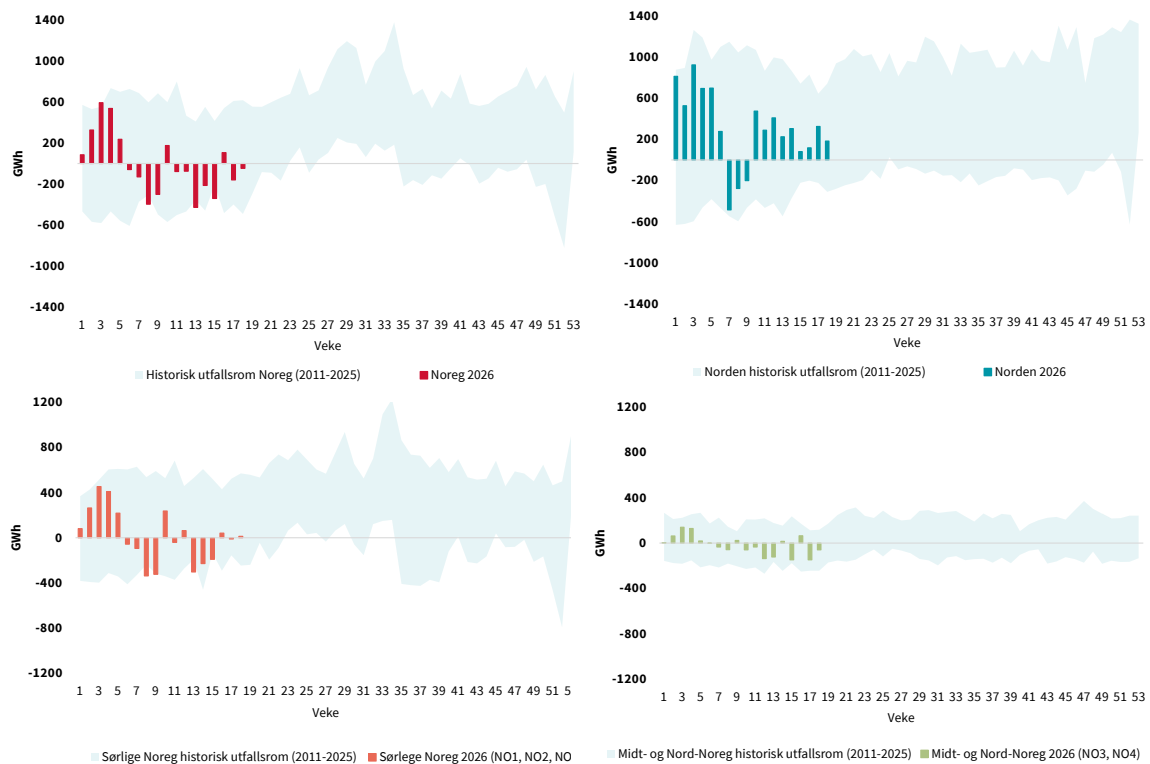 1400
1000
600
200
-200
-600
-1000
-1400
GWh
1 3 5 7 9 11 13 15 17 19 21 23 25 27 29 31 33 35 37 39 41 43 45 47 49 51 53
Veke
Historisk utfallsrom Noreg (2011-2025) Noreg 2026
1400
1000
600
200
-200
-600
-1000
-1400
GWh
1 3 5 7 9 11 13 15 17 19 21 23 25 27 29 31 33 35 37 39 41 43 45 47 49 51 53
Veke
Norden historisk utfallsrom (2011-2025) Norden 2026
1200
800
400
0
-400
-800
-1200
GWh
1 3 5 7 9 11 13 15 17 19 21 23 25 27 29 31 33 35 37 39 41 43 45 47 49 51 5
Veke
Sørlige Noreg historisk utfallsrom (2011-2025) Sørlege Noreg 2026 (NO1, NO2, NO
1200
800
400
0
-400
-800
-1200
GWh
1 3 5 7 9 11 13 15 17 19 21 23 25 27 29 31 33 35 37 39 41 43 45 47 49 51 53
Veke
Midt- og Nord-Noreg historisk utfallsrom (2011-2025) Midt- og Nord-Noreg 2026 (NO3, NO4)